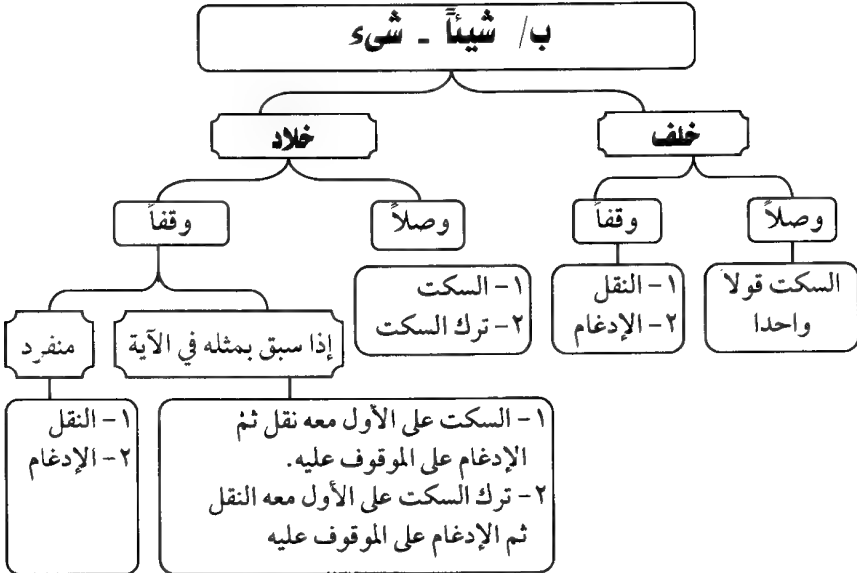 ب/ شيئاً - شىء
خلف
خلاد
وصلاً
وقفاً
وصلاً
وقفاً
السكت قولاً
واحدا
١- النقل
٢- الإدغام
١- السكت
٢- ترك السكت
إذا سبق بمثله في الآية
منفرد
١- السكت على الأول معه نقل ثم
الإدغام على الموقوف عليه.
٢- ترك السكت على الأول معه النقل
ثم الإدغام على الموقوف عليه
١- النقل
٢- الإدغام